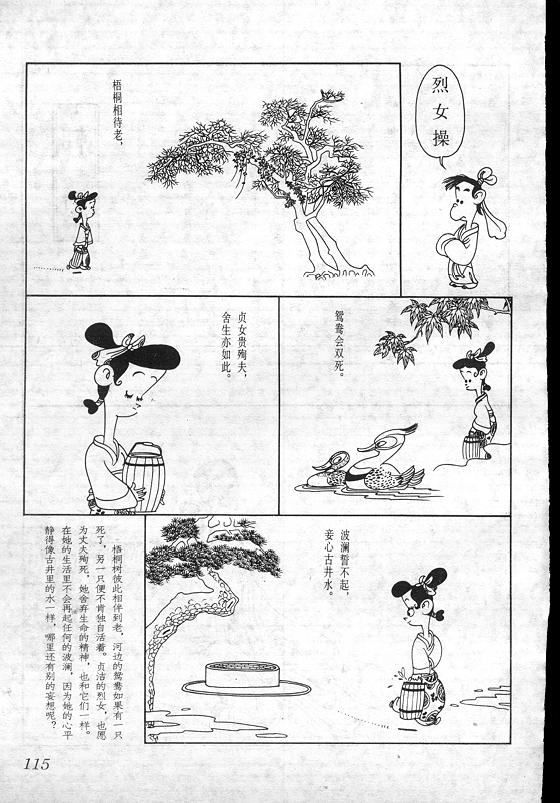 烈女操
梧桐相待老，
鸳鸯会双死。
贞女贵殉夫，
舍生亦如此。
波澜誓不起，
妾心古井水。
梧桐树彼此相伴到老，河边的鸳鸯如果有一只
死了，另一只便不肯独自活着。贞洁的烈女，也愿
为丈夫殉死，她舍弃生命的精神，也和它们一样。
在她的生活里不会再起任何的波澜，因为她的心平
静得像古井里的水一样，哪里还有别的妄想呢？
115